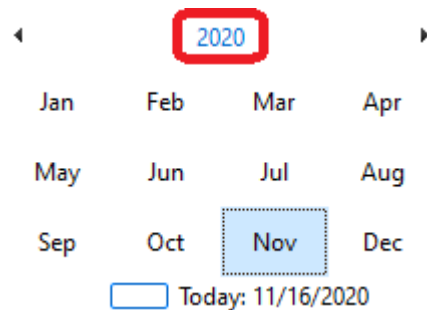 2020
Jan Feb Mar Apr
May Jun Jul Aug
Sep Oct Nov Dec
Today: 11/16/2020